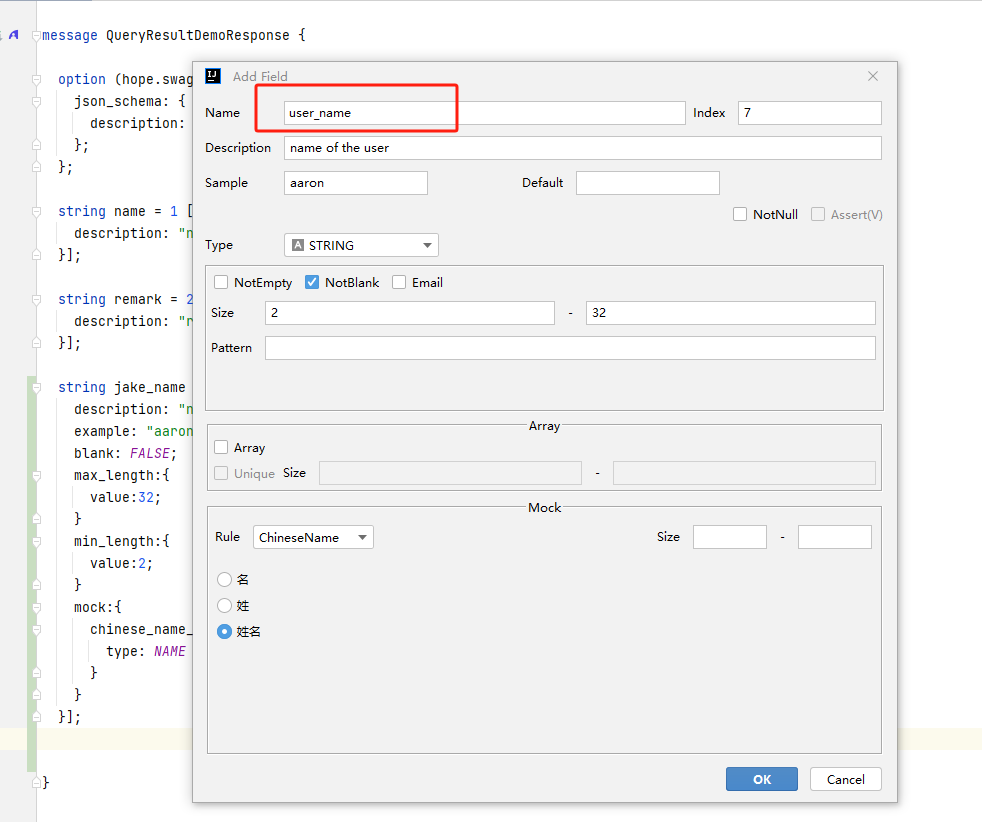 message QueryResultDemoResponse {
option (hope.swag
json_schema: {
description:
};
};
string name = 1 [
description: "n
}];
string remark = 2
description: "r
}];
string jake_name
description: "n
example: "aaron
blank: FALSE;
max_length:{
value:32;
}
min_length:{
value:2;
}
mock:{
chinese_name_
type: NAME
}
}
}];
}
IJ Add Field
Name user_name Index 7
Description name of the user
Sample aaron Default
NotNull Assert(V)
Type A STRING
NotEmpty NotBlank Email
Size 2 - 32
Pattern
Array
Array
Unique Size -
Mock
Rule ChineseName Size -
名
姓
姓名
OK Cancel